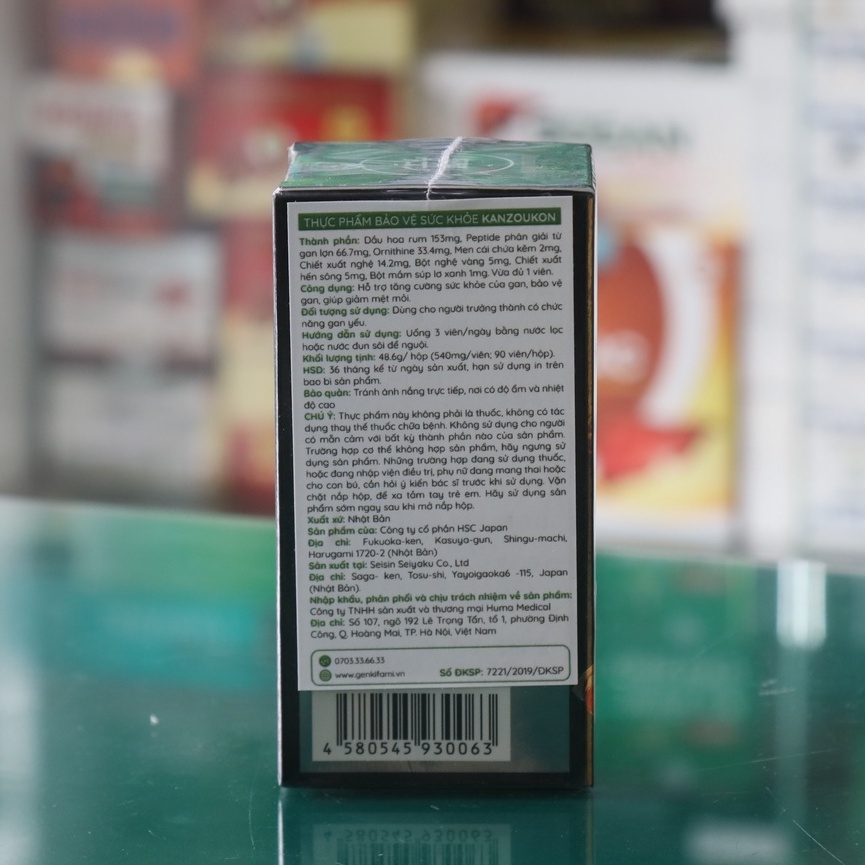 THỰC PHẨM BẢO VỆ SỨC KHỎE KANZOUKON
Thành phần: Dầu hoa rum 153mg, Peptide phân giải từ
gan lợn 66.7mg, Ornithine 33.4mg, Men cái chứa kẽm 2mg,
Chiết xuất nghệ 14.2mg, Bột nghệ vàng 5mg, Chiết xuất
hến sông 5mg, Bột mầm súp lơ xanh 1mg. Vừa đủ 1 viên.
Công dụng: Hỗ trợ tăng cường sức khỏe của gan, bảo vệ
gan, giúp giảm mệt mỏi.
Đối tượng sử dụng: Dùng cho người trưởng thành có chức
năng gan yếu.
Hướng dẫn sử dụng: Uống 3 viên/ngày bằng nước lọc
hoặc nước đun sôi để nguội.
Khối lượng tịnh: 48.6g/ hộp (540mg/viên; 90 viên/hộp).
HSD: 36 tháng kể từ ngày sản xuất, hạn sử dụng in trên
bao bì sản phẩm.
Bảo quản: Tránh ánh nắng trực tiếp, nơi có độ ẩm và nhiệt
độ cao
CHÚ Ý: Thực phẩm này không phải là thuốc, không có tác
dụng thay thế thuốc chữa bệnh. Không sử dụng cho người
có mẫn cảm với bất kỳ thành phần nào của sản phẩm.
Trường hợp cơ thể không hợp sản phẩm, hãy ngưng sử
dụng sản phẩm. Những trường hợp đang sử dụng thuốc,
hoặc đang nhập viện điều trị, phụ nữ đang mang thai hoặc
cho con bú, cần hỏi ý kiến bác sĩ trước khi sử dụng. Vặn
chặt nắp hộp, để xa tầm tay trẻ em. Hãy sử dụng sản
phẩm sớm ngay sau khi mở nắp hộp.
Xuất xứ: Nhật Bản
Sản phẩm của: Công ty cổ phần HSC Japan
Địa chỉ: Fukuoka-ken, Kasuya-gun, Shingu-machi,
Harugami 1720-2 (Nhật Bản)
Sản xuất tại: Seisin Seiyaku Co., Ltd
Địa chỉ: Saga- ken, Tosu-shi, Yayoigaoka6 -115, Japan
(Nhật Bản).
Nhập khẩu, phân phối và chịu trách nhiệm về sản phẩm:
Công ty TNHH sản xuất và thương mại Huma Medical
Địa chỉ: Số 107, ngõ 192 Lê Trọng Tấn, tổ 1, phường Định
Công, Q. Hoàng Mai, TP. Hà Nội, Việt Nam
0703.33.66.33
www.genkifami.vn Số ĐKSP: 7221/2019/DKSP
4 580545 930063